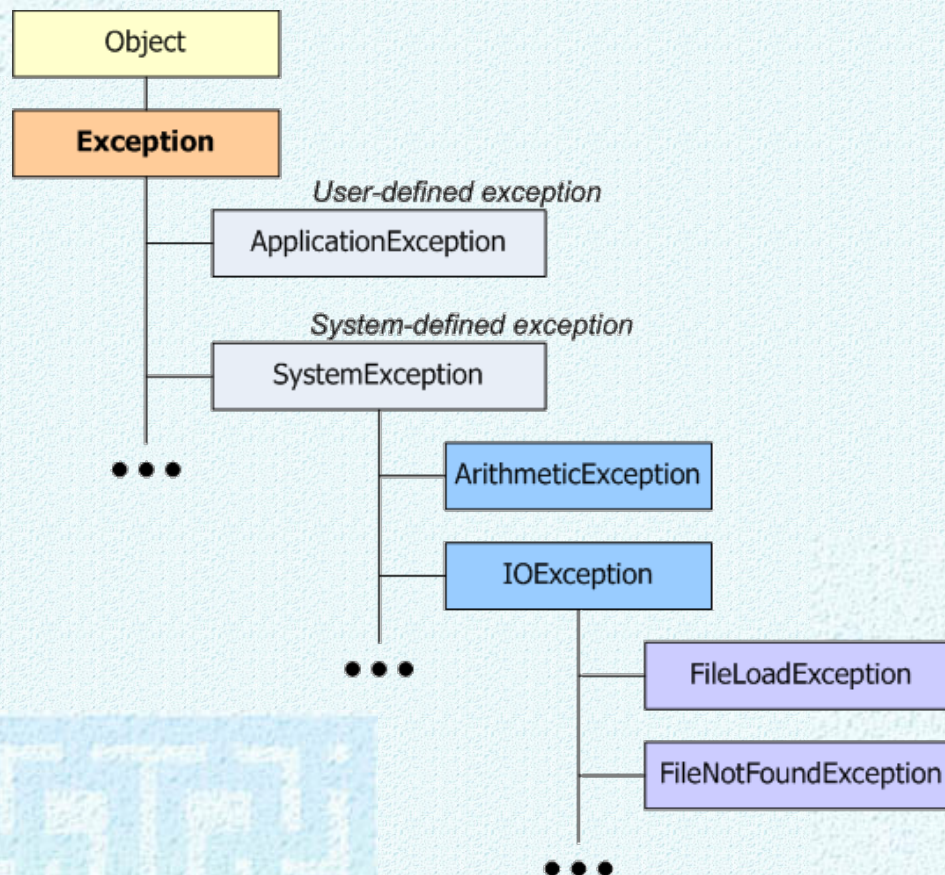 Object
Exception
User-defined exception
ApplicationException
System-defined exception
SystemException
ArithmeticException
IOException
FileLoadException
FileNotFoundException